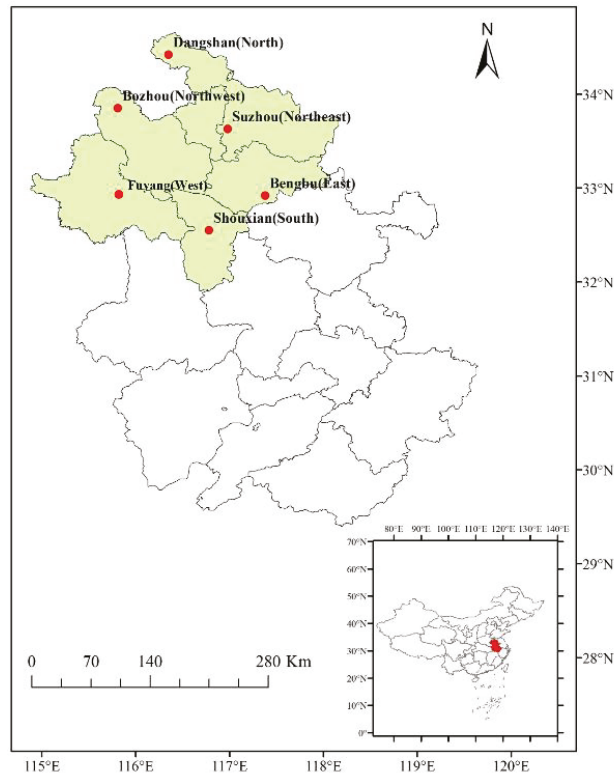 Dangshan(North)
N
Bozhou(Northwest)
Suzhou(Northeast)
Fuyang(West)
Bengbu(East)
Shouxian(South)
34°N
33°N
32°N
31°N
30°N
29°N
28°N
80°E 90°E 100°E 110°E 120°E 130°E 140°E
70°N
60°N
50°N
40°N
30°N
20°N
10°N
0°
0 70 140 280 Km
115°E 116°E 117°E 118°E 119°E 120°E